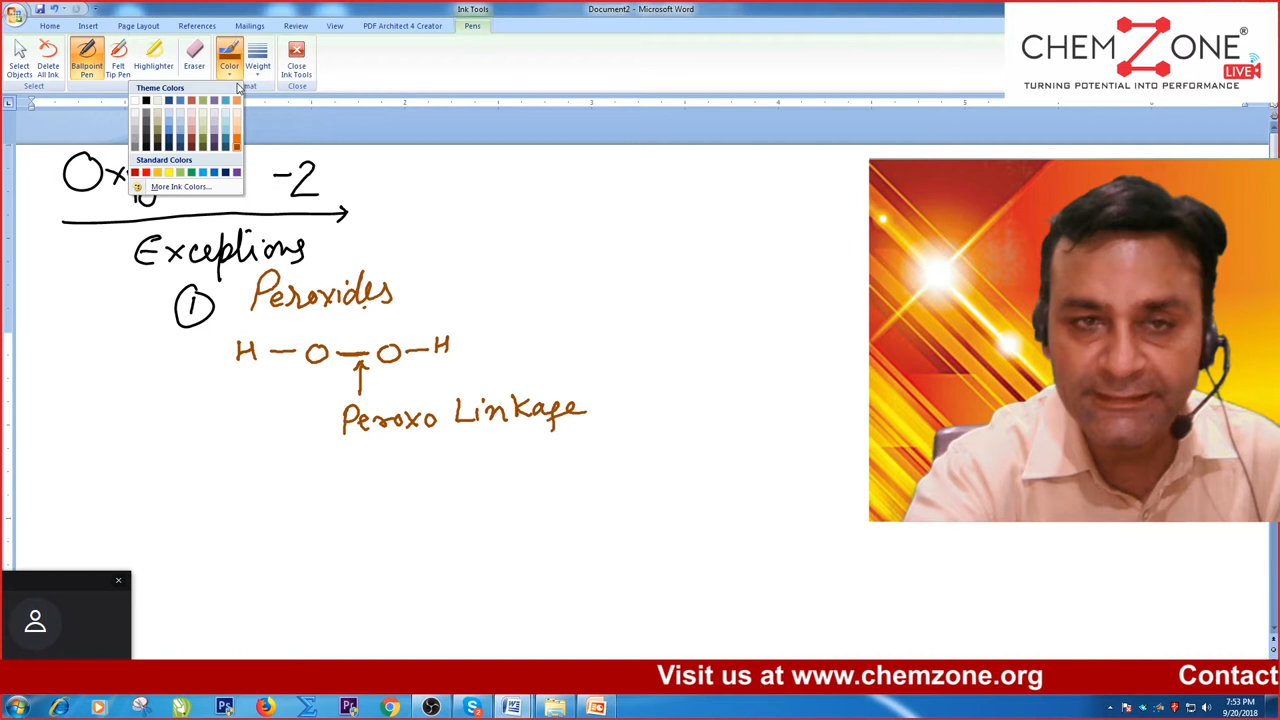 Ink Tools
Document2 - Microsoft Word
Home Insert Page Layout References Mailings Review View PDF Architect 4 Creator Pens
Select Objects
Delete All Ink
Ballpoint Pen
Felt Tip Pen
Highlighter
Eraser
Color
Weight
Close Ink Tools
Select
Close
Theme Colors
Standard Colors
More Ink Colors...
CHEMZONE®
LIVE
TURNING POTENTIAL INTO PERFORMANCE
-2
Exceptions
1 Peroxides
H - O - O - H
Peroxo Linkage
Visit us at www.chemzone.org Contact
7:53 PM
9/20/2018